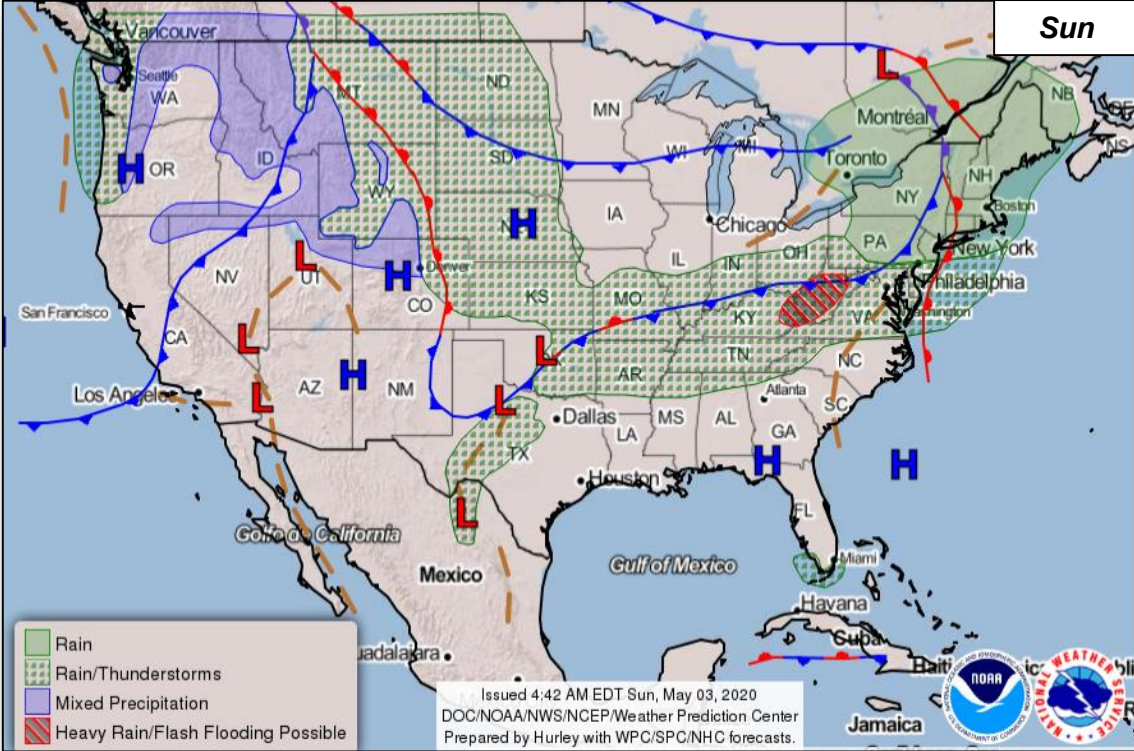 Sun
Vancouver
Seattle
WA
MT
ND
MN
Montréal
NB
NS
OR
ID
SD
WI
MI
Toronto
NH
WY
IA
Chicago
NY
Boston
H
H
PA
New York
NV
L
UT
H
Denver
CO
KS
IL
IN
OH
Philadelphia
San Francisco
CA
L
MO
KY
VA
L
TN
NC
Los Angeles
AZ
H
NM
L
AR
Atlanta
SC
L
Dallas
MS
AL
GA
LA
TX
H
H
Houston
L
FL
Golfo de California
Mexico
Gulf of Mexico
Miami
Havana
Cuba
Rain
Rain/Thunderstorms
Mixed Precipitation
Heavy Rain/Flash Flooding Possible
uadalajara
Issued 4:42 AM EDT Sun, May 03, 2020
DOC/NOAA/NWS/NCEP/Weather Prediction Center
Prepared by Hurley with WPC/SPC/NHC forecasts.
Jamaica
NOAA
NATIONAL WEATHER SERVICE